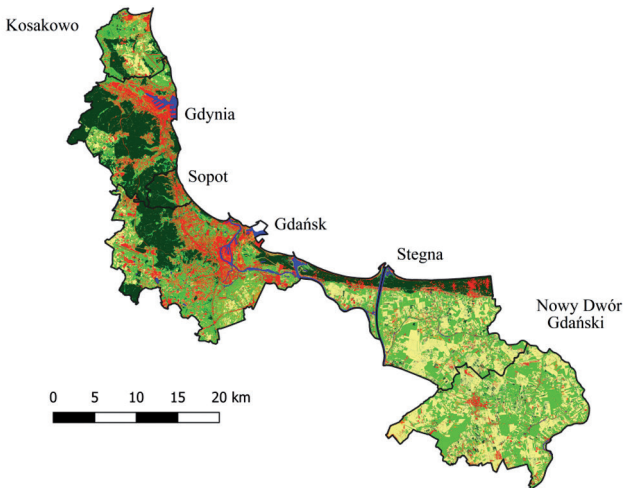 Kosakowo
Gdynia
Sopot
Gdańsk
Stegna
Nowy Dwór
Gdański
0 5 10 15 20 km